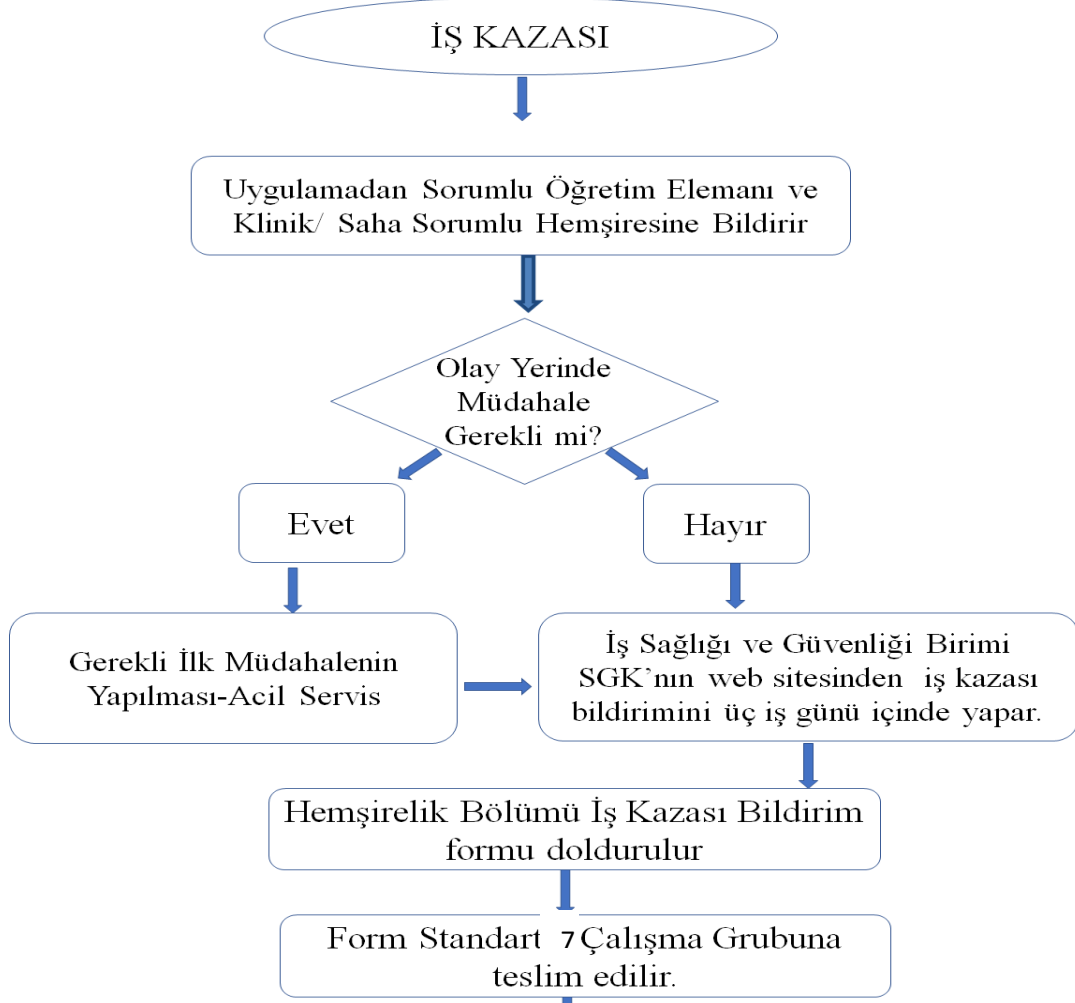 İŞ KAZASI
Uygulamadan Sorumlu Öğretim Elemanı ve
Klinik/ Saha Sorumlu Hemşiresine Bildirir
Olay Yerinde
Müdahale
Gerekli mi?
Evet
Hayır
Gerekli İlk Müdahalenin
Yapılması-Acil Servis
İş Sağlığı ve Güvenliği Birimi
SGK’nın web sitesinden iş kazası
bildirimini üç iş günü içinde yapar.
Hemşirelik Bölümü İş Kazası Bildirim
formu doldurulur
Form Standart 7 Çalışma Grubuna
teslim edilir.